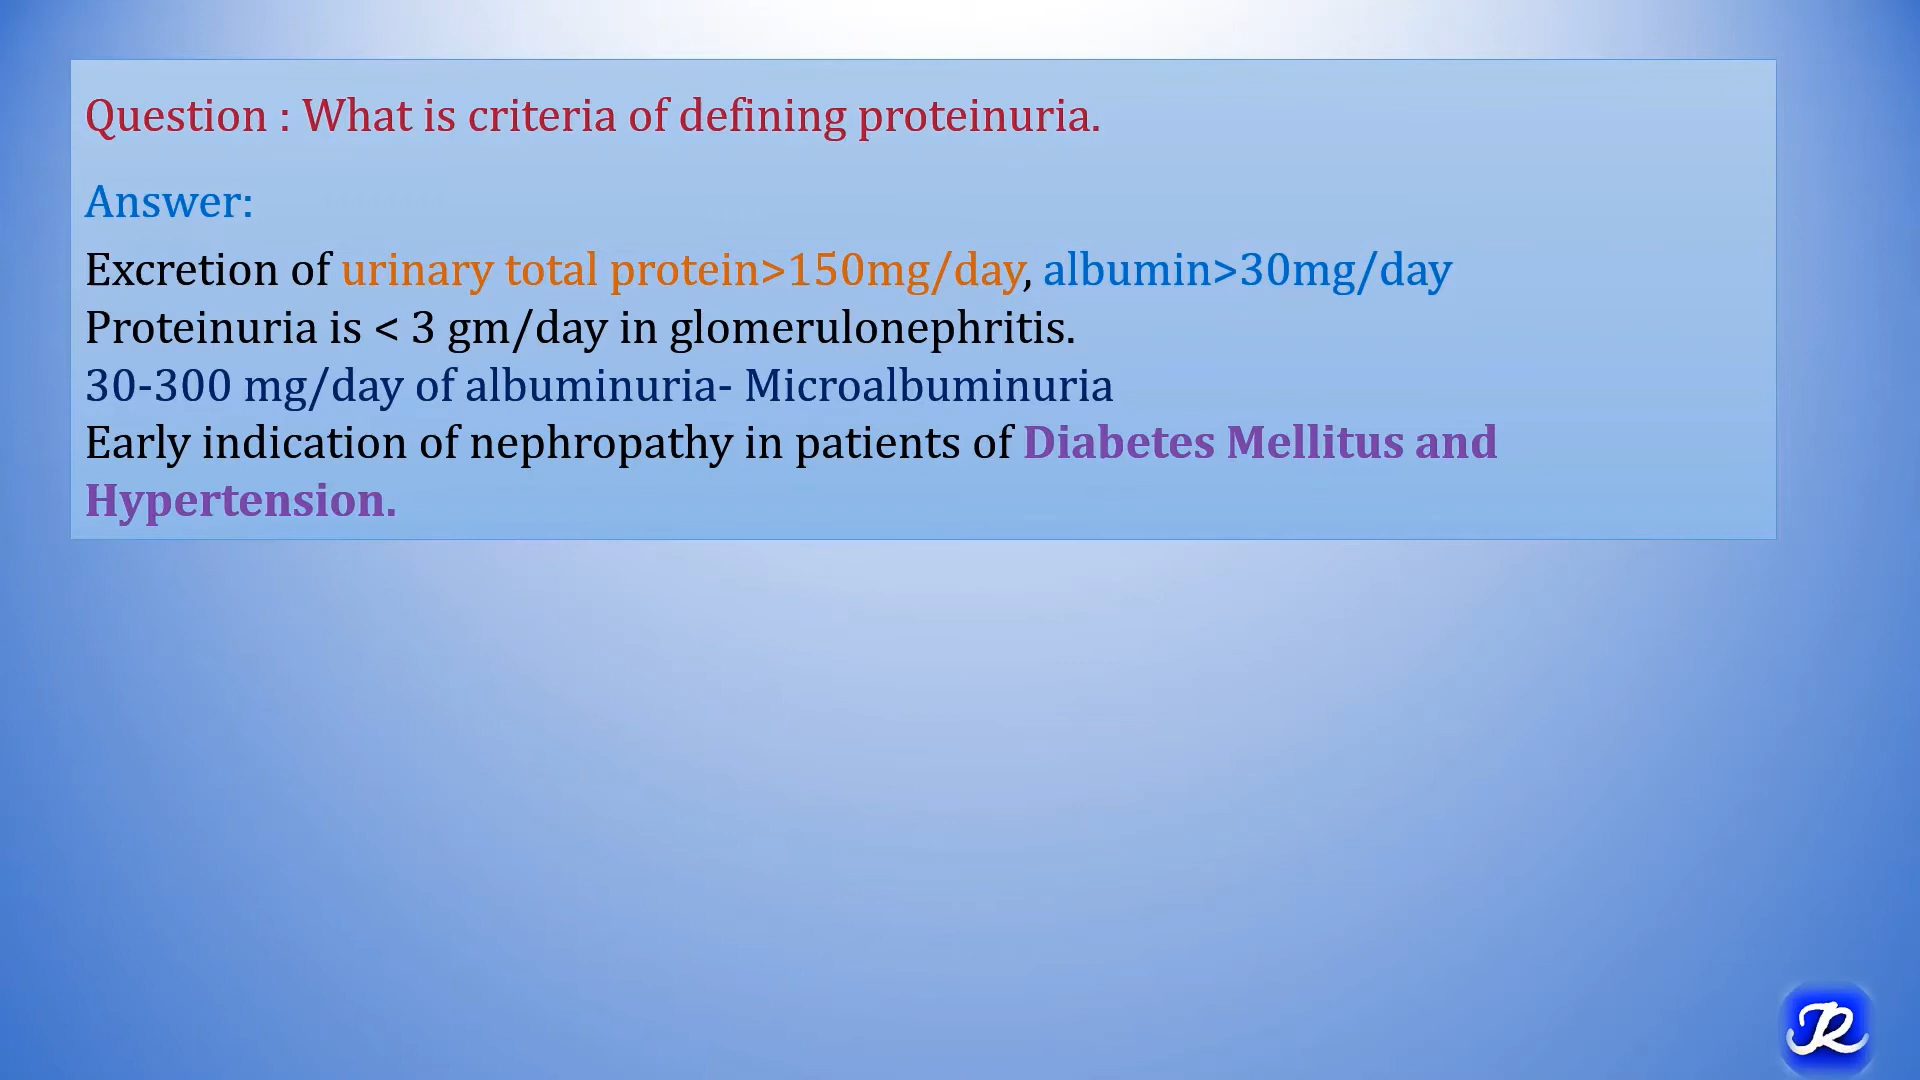 Question : What is criteria of defining proteinuria.
Answer:
Excretion of urinary total protein>150mg/day, albumin>30mg/day
Proteinuria is < 3 gm/day in glomerulonephritis.
30-300 mg/day of albuminuria- Microalbuminuria
Early indication of nephropathy in patients of Diabetes Mellitus and
Hypertension.
JR